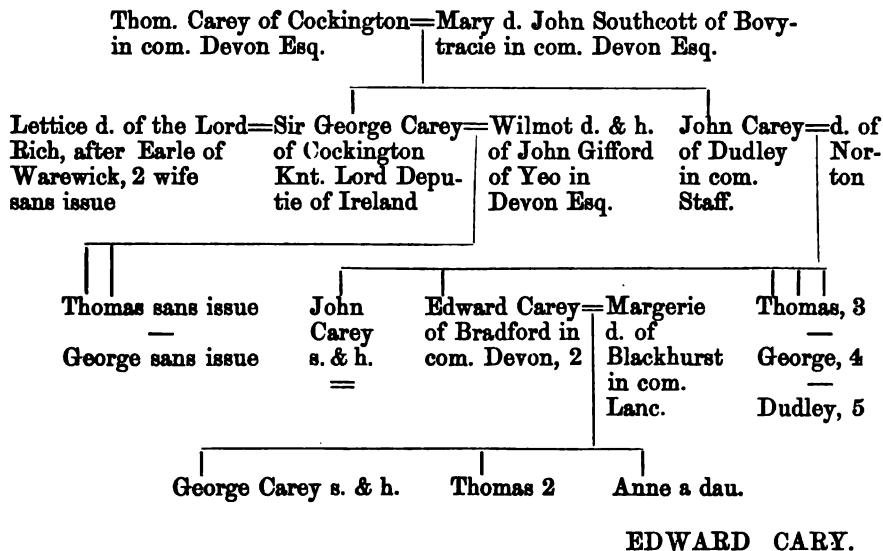 Thom. Carey of Cockington=Mary d. John Southcott of Bovy-
in com. Devon Esq. tracie in com. Devon Esq.
Lettice d. of the Lord=Sir George Carey=Wilmot d. & h. John Carey=d. of
Rich, after Earle of of Cockington of John Gifford of Dudley Nor-
Warewick, 2 wife Knt. Lord Depu- of Yeo in in com. ton
sans issue tie of Ireland Devon Esq. Staff.
Thomas sans issue John Edward Carey=Margerie Thomas, 3
— Carey of Bradford in d. of —
George sans issue s. & h. com. Devon, 2 Blackhurst George, 4
= in com. —
Lanc. Dudley, 5
George Carey s. & h. Thomas 2 Anne a dau.
EDWARD CARY.